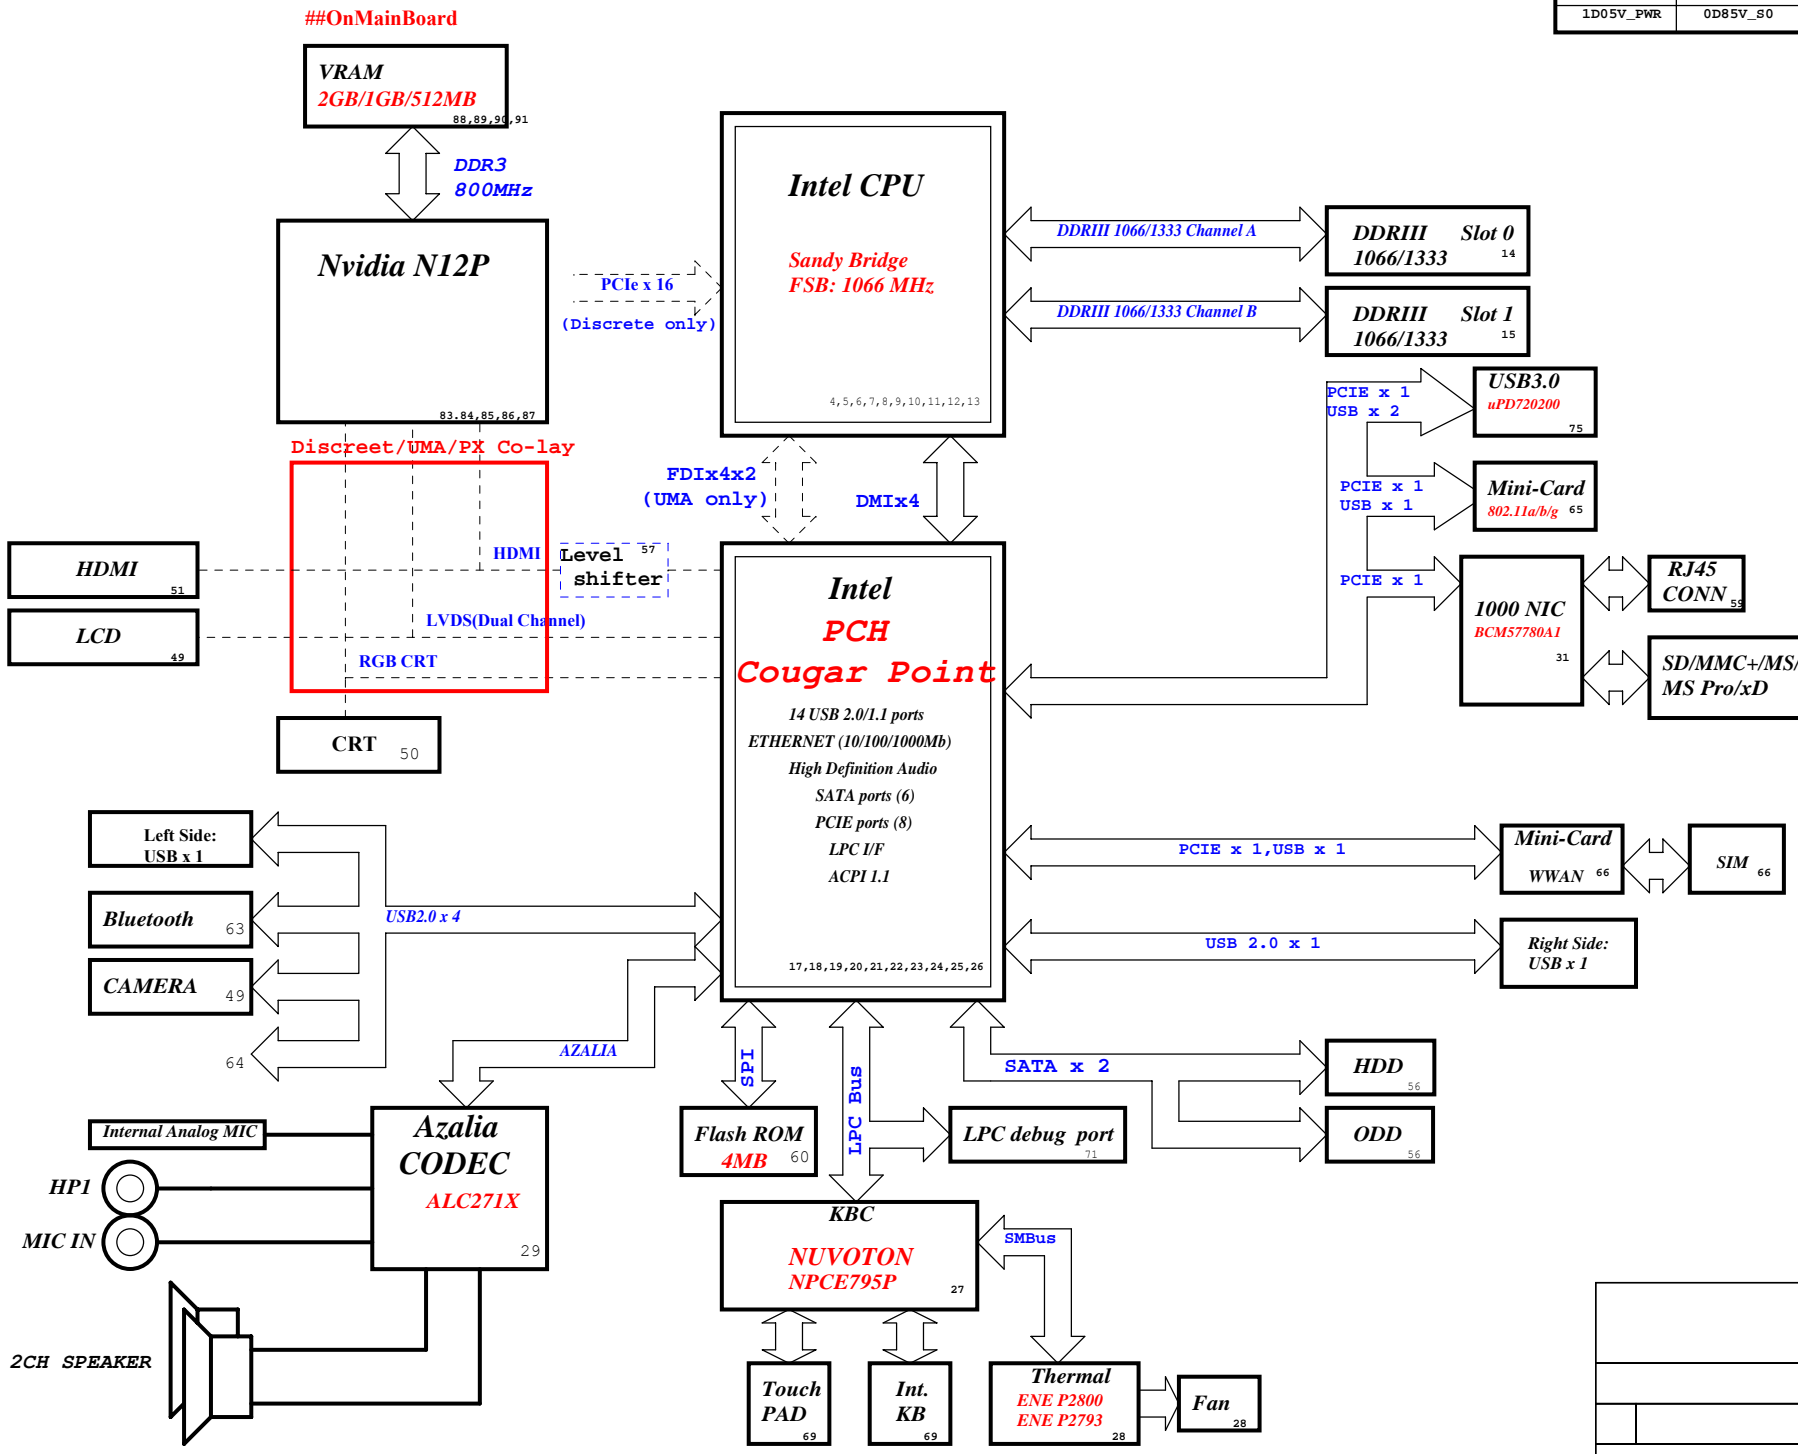 ##OnMainBoard
1D05V_PWR 0D85V_S0
VRAM
2GB/1GB/512MB
88,89,90,91
DDR3
800MHz
Nvidia N12P
83.84,85,86,87
PCIe x 16
(Discrete only)
Intel CPU
Sandy Bridge
FSB: 1066 MHz
4,5,6,7,8,9,10,11,12,13
DDRIII 1066/1333 Channel A
DDRIII Slot 0
1066/1333 14
DDRIII 1066/1333 Channel B
DDRIII Slot 1
1066/1333 15
PCIE x 1
USB x 2
USB3.0
uPD720200
75
PCIE x 1
USB x 1
Mini-Card
802.11a/b/g 65
PCIE x 1
1000 NIC
BCM57780A1
31
RJ45
CONN 59
SD/MMC+/MS/
MS Pro/xD
Discreet/UMA/PX Co-lay
FDIx4x2
(UMA only)
DMIx4
HDMI
51
LCD
49
HDMI
Level 57
shifter
LVDS(Dual Channel)
RGB CRT
CRT 50
Intel
PCH
Cougar Point
14 USB 2.0/1.1 ports
ETHERNET (10/100/1000Mb)
High Definition Audio
SATA ports (6)
PCIE ports (8)
LPC I/F
ACPI 1.1
17,18,19,20,21,22,23,24,25,26
PCIE x 1,USB x 1
Mini-Card
WWAN 66
SIM 66
USB 2.0 x 1
Right Side:
USB x 1
Left Side:
USB x 1
Bluetooth 63
CAMERA 49
64
USB2.0 x 4
AZALIA
SPI
LPC Bus
SATA x 2
HDD
56
ODD
56
Internal Analog MIC
HP1
MIC IN
2CH SPEAKER
Azalia
CODEC
ALC271X
29
Flash ROM
4MB 60
LPC debug port
71
KBC
NUVOTON
NPCE795P
27
SMBus
Touch
PAD
69
Int.
KB
69
Thermal
ENE P2800
ENE P2793
28
Fan
28